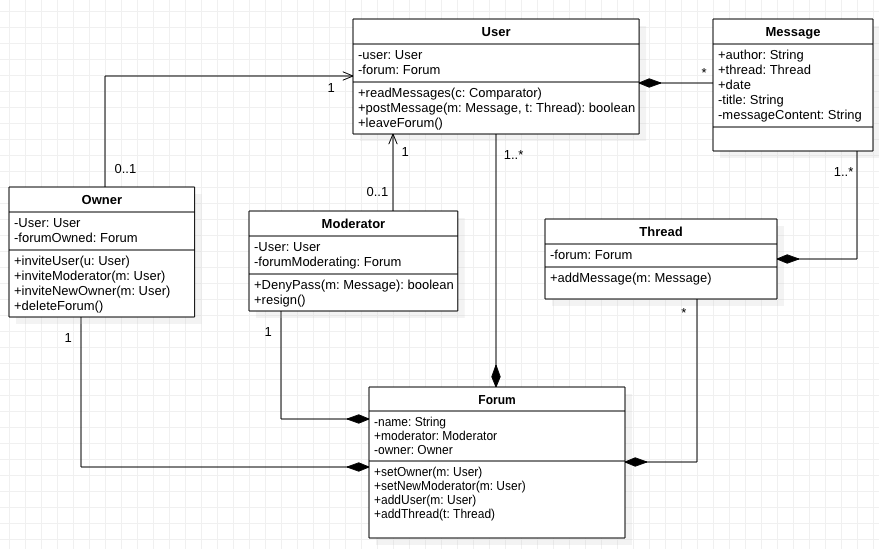 User
-user: User
-forum: Forum
+readMessages(c: Comparator)
+postMessage(m: Message, t: Thread): boolean
+leaveForum()
Message
+author: String
+thread: Thread
+date
-title: String
-messageContent: String
*
1
1
1..*
0..1
0..1
1..*
Owner
-User: User
-forumOwned: Forum
+inviteUser(u: User)
+inviteModerator(m: User)
+inviteNewOwner(m: User)
+deleteForum()
Moderator
-User: User
-forumModerating: Forum
+DenyPass(m: Message): boolean
+resign()
Thread
-forum: Forum
+addMessage(m: Message)
1
1
*
Forum
-name: String
+moderator: Moderator
-owner: Owner
+setOwner(m: User)
+setNewModerator(m: User)
+addUser(m: User)
+addThread(t: Thread)